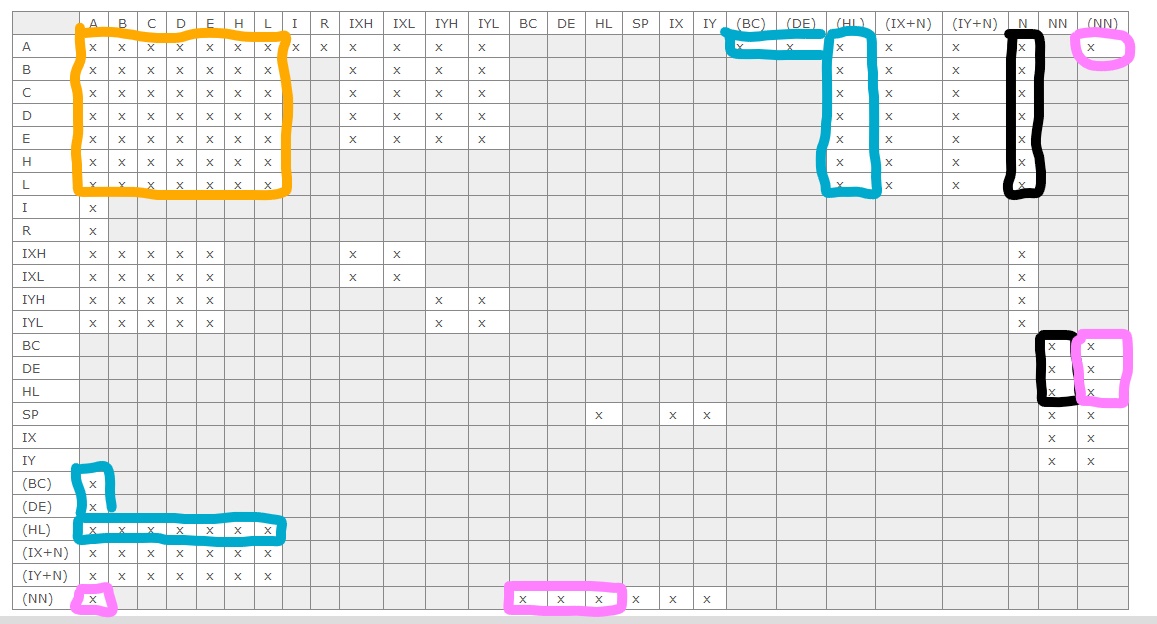 A B C D E H L I R IXH IXL IYH IYL BC DE HL SP IX IY (BC) (DE) (HL) (IX+N) (IY+N) N NN (NN)
A x x x x x x x x x x x x x x x x x x x x
B x x x x x x x x x x x x x x x
C x x x x x x x x x x x x x x x
D x x x x x x x x x x x x x x x
E x x x x x x x x x x x x x x x
H x x x x x x x x x x x
L x x x x x x x x x x x
I x
R x
IXH x x x x x x x x
IXL x x x x x x x x
IYH x x x x x x x x
IYL x x x x x x x x
BC x x
DE x x
HL x x
SP x x x x x
IX x x
IY x x
(BC) x
(DE) x
(HL) x x x x x x x
(IX+N) x x x x x x x
(IY+N) x x x x x x x
(NN) x x x x x x x